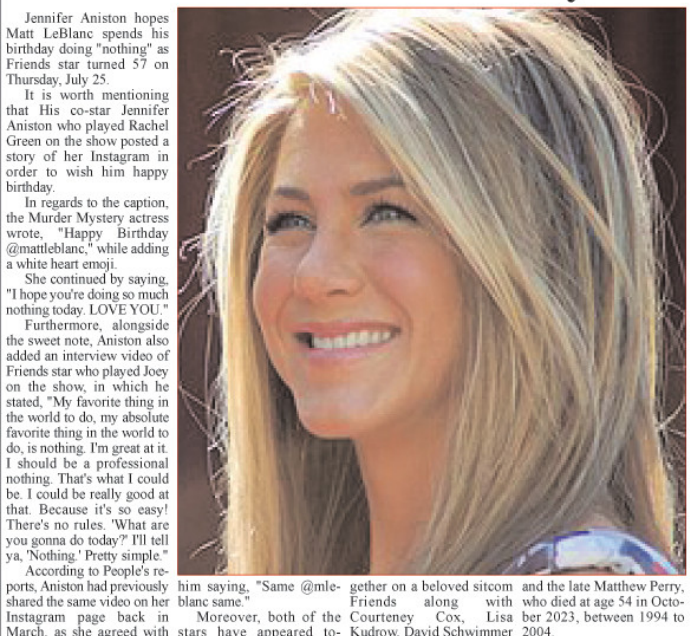 Jennifer Aniston hopes
Matt LeBlanc spends his
birthday doing "nothing" as
Friends star turned 57 on
Thursday, July 25.
It is worth mentioning
that His co-star Jennifer
Aniston who played Rachel
Green on the show posted a
story of her Instagram in
order to wish him happy
birthday.
In regards to the caption,
the Murder Mystery actress
wrote, "Happy Birthday
@mattleblanc," while adding
a white heart emoji.
She continued by saying,
"I hope you're doing so much
nothing today. LOVE YOU."
Furthermore, alongside
the sweet note, Aniston also
added an interview video of
Friends star who played Joey
on the show, in which he
stated, "My favorite thing in
the world to do, my absolute
favorite thing in the world to
do, is nothing. I'm great at it.
I should be a professional
nothing. That's what I could
be. I could be really good at
that. Because it's so easy!
There's no rules. 'What are
you gonna do today?' I'll tell
ya, 'Nothing.' Pretty simple."
According to People's re-
ports, Aniston had previously
shared the same video on her
Instagram page back in
March, as she agreed with
him saying, "Same @mle-
blanc same."
Moreover, both of the
stars have appeared to-
gether on a beloved sitcom
Friends along with
Courteney Cox, Lisa
Kudrow, David Schwimmer
and the late Matthew Perry,
who died at age 54 in Octo-
ber 2023, between 1994 to
2004.